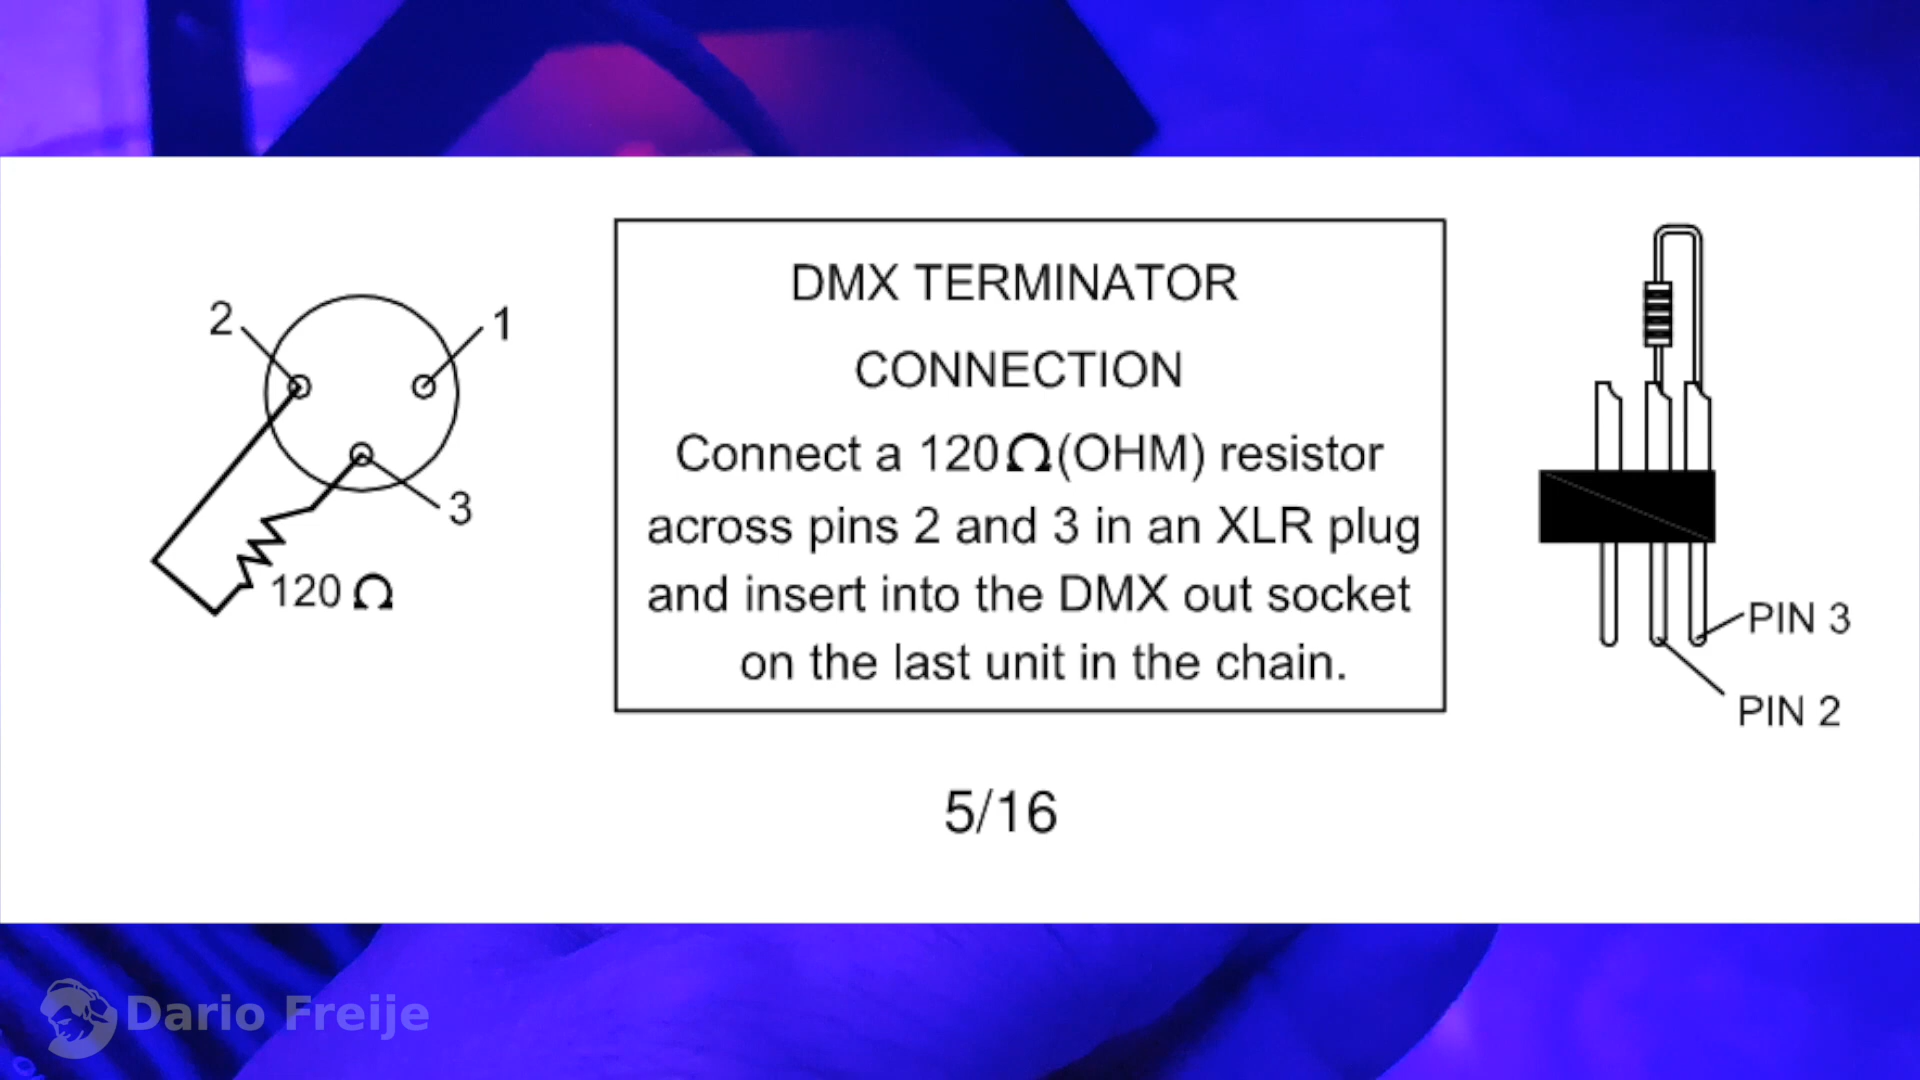 2
1
3
120 Ω
DMX TERMINATOR
CONNECTION
Connect a 120Ω(OHM) resistor
across pins 2 and 3 in an XLR plug
and insert into the DMX out socket
on the last unit in the chain.
PIN 3
PIN 2
5/16
Dario Freije